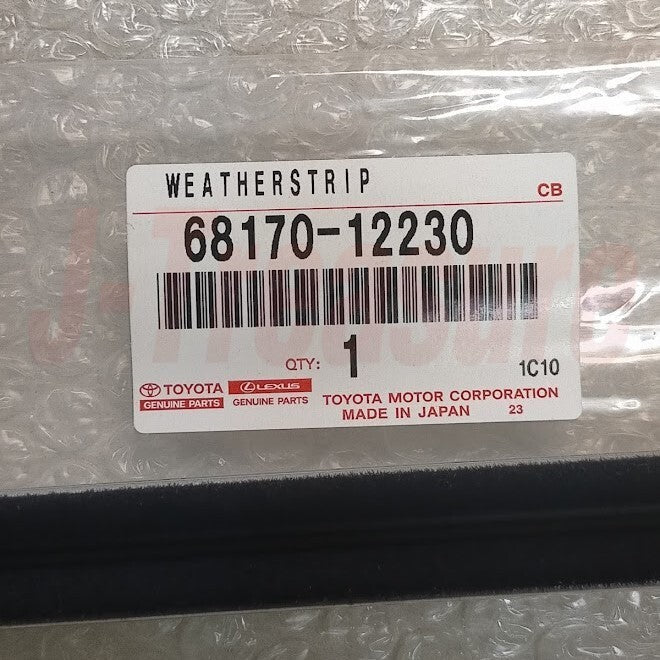 WEATHERSTRIP
CB
68170-12230
QTY: 1
1C10
TOYOTA
GENUINE PARTS
LEXUS
GENUINE PARTS
TOYOTA MOTOR CORPORATION
MADE IN JAPAN 23
J-Treasure